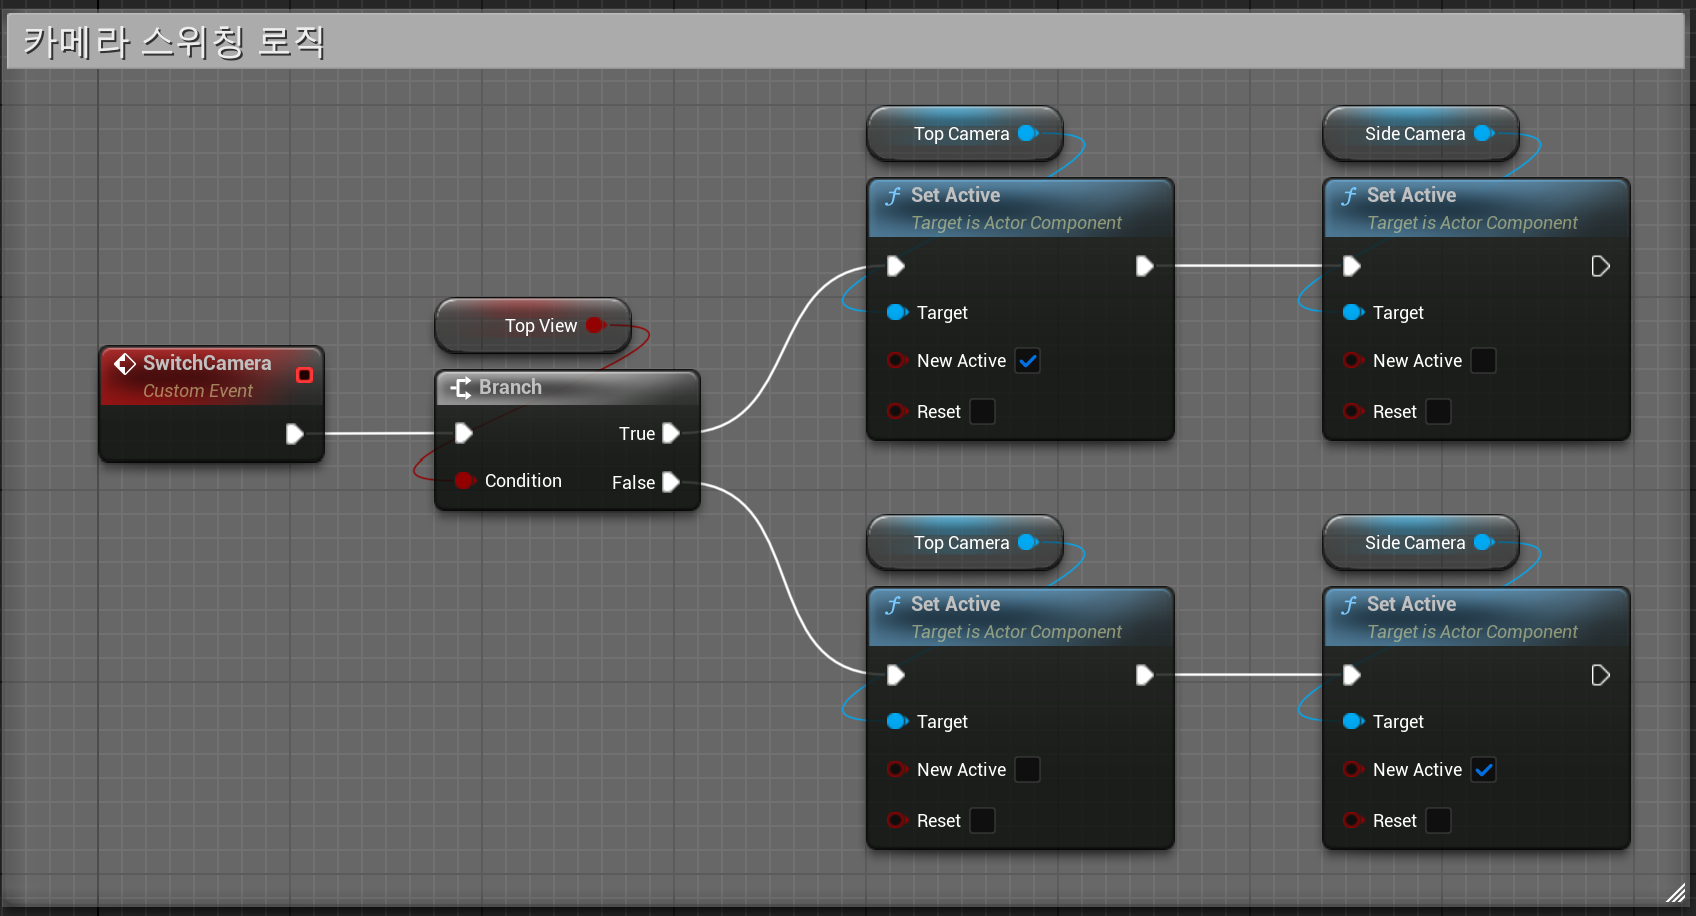 카메라 스위칭 로직
Top Camera
Side Camera
f Set Active
Target is Actor Component
f Set Active
Target is Actor Component
Target
New Active
Reset
Target
New Active
Reset
Top View
SwitchCamera
Custom Event
Branch
True
Condition
False
Top Camera
Side Camera
f Set Active
Target is Actor Component
f Set Active
Target is Actor Component
Target
New Active
Reset
Target
New Active
Reset